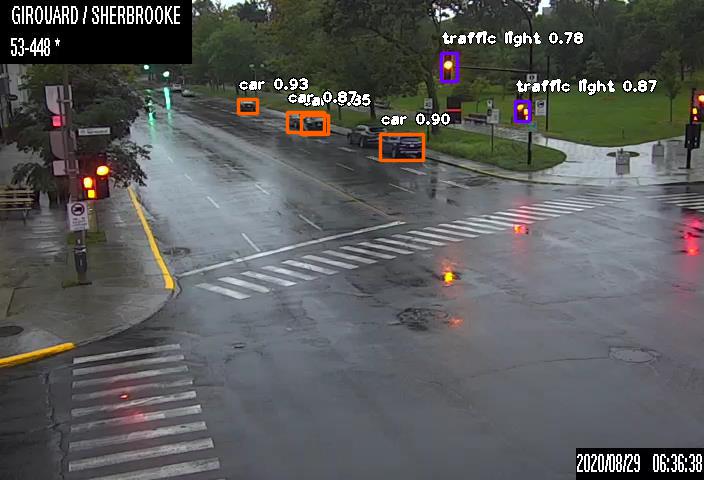 GIROUARD / SHERBROOKE
53-448 *
traffic light 0.78
car 0.93
traffic light 0.87
car 0.87
car 0.90
2020/08/29 06:36:38